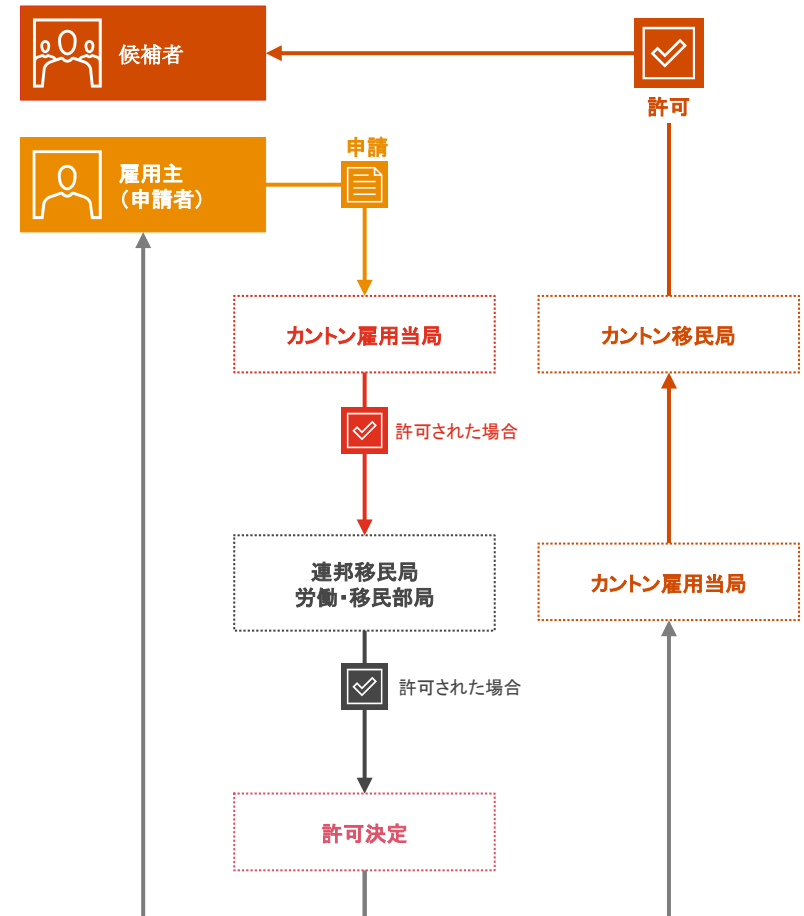 候補者
許可
雇用主
（申請者）
申請
カントン雇用当局
カントン移民局
許可された場合
連邦移民局
労働・移民部局
カントン雇用当局
許可された場合
許可決定